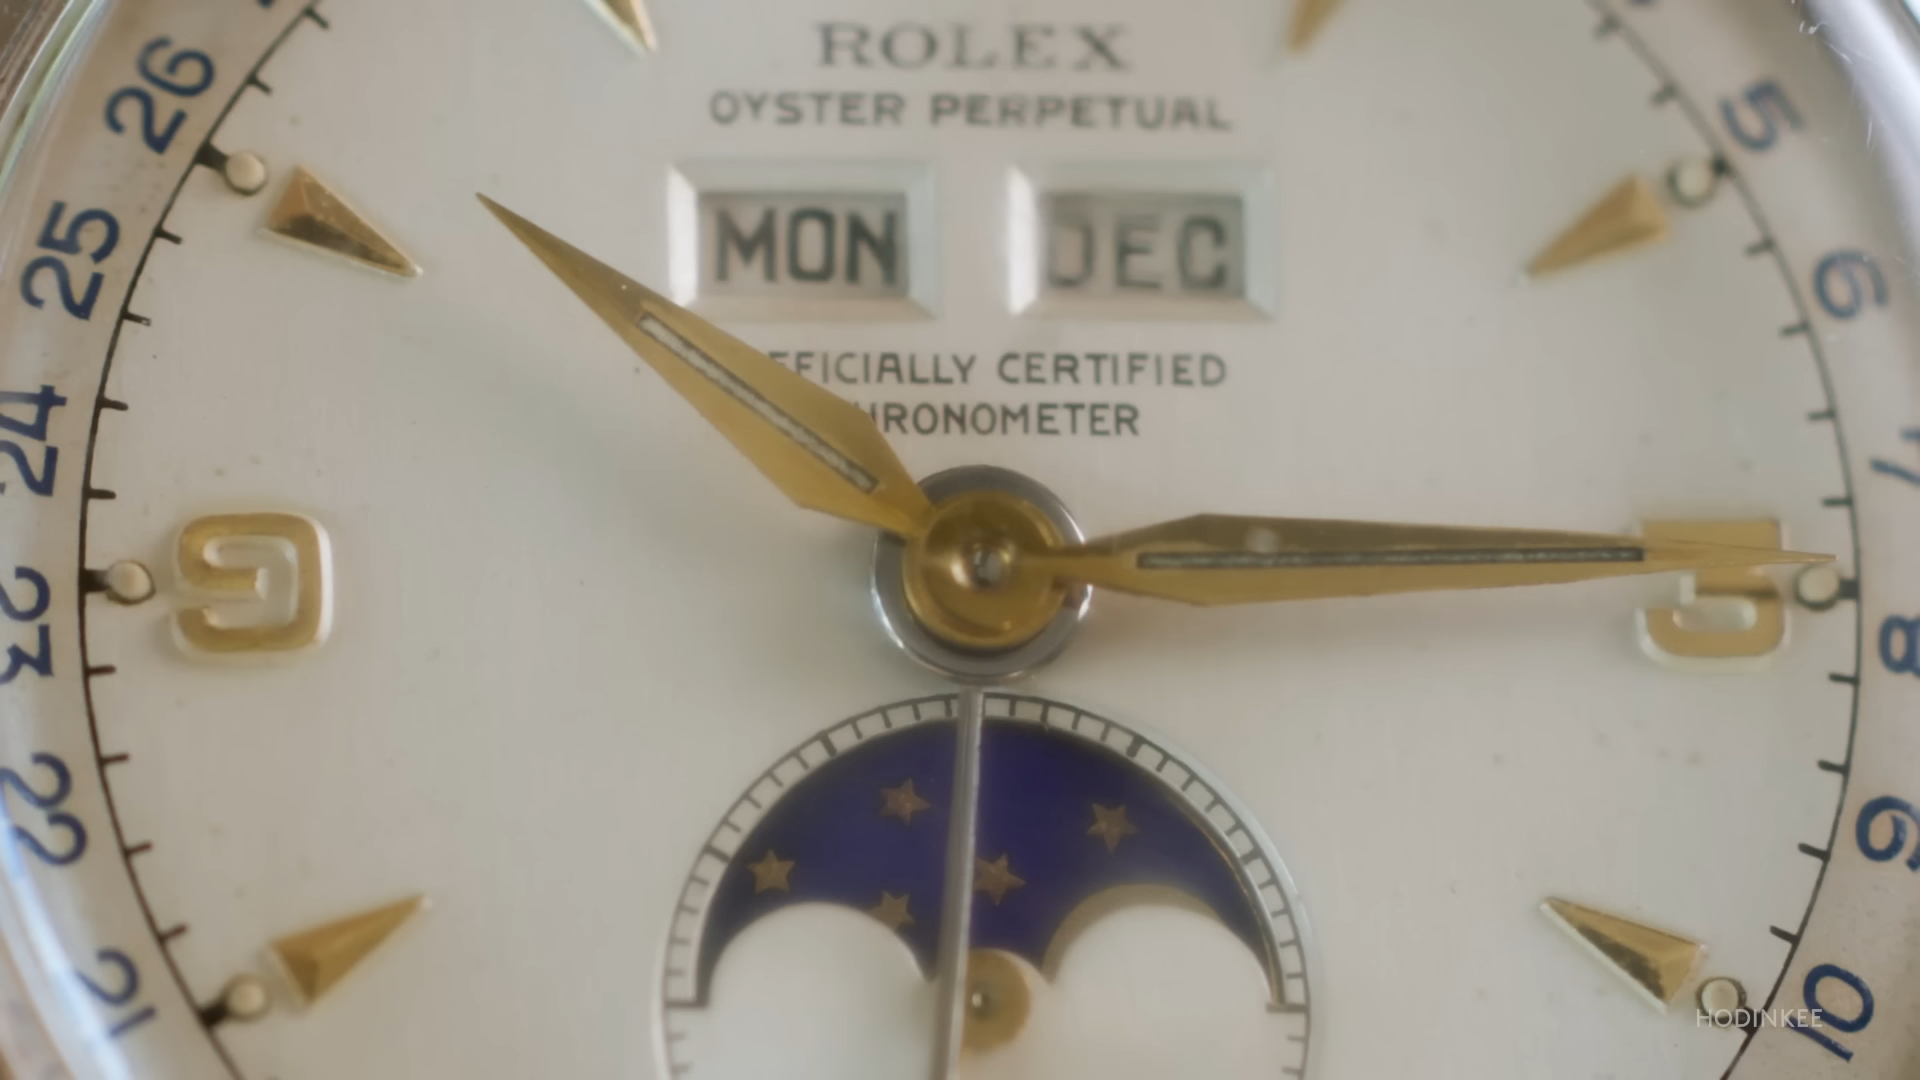 ROLEX
OYSTER PERPETUAL
MON DEC
FFICIALLY CERTIFIED
HRONOMETER
26
25
24
23
22
21
5
6
7
8
9
10
9
HODINKEE